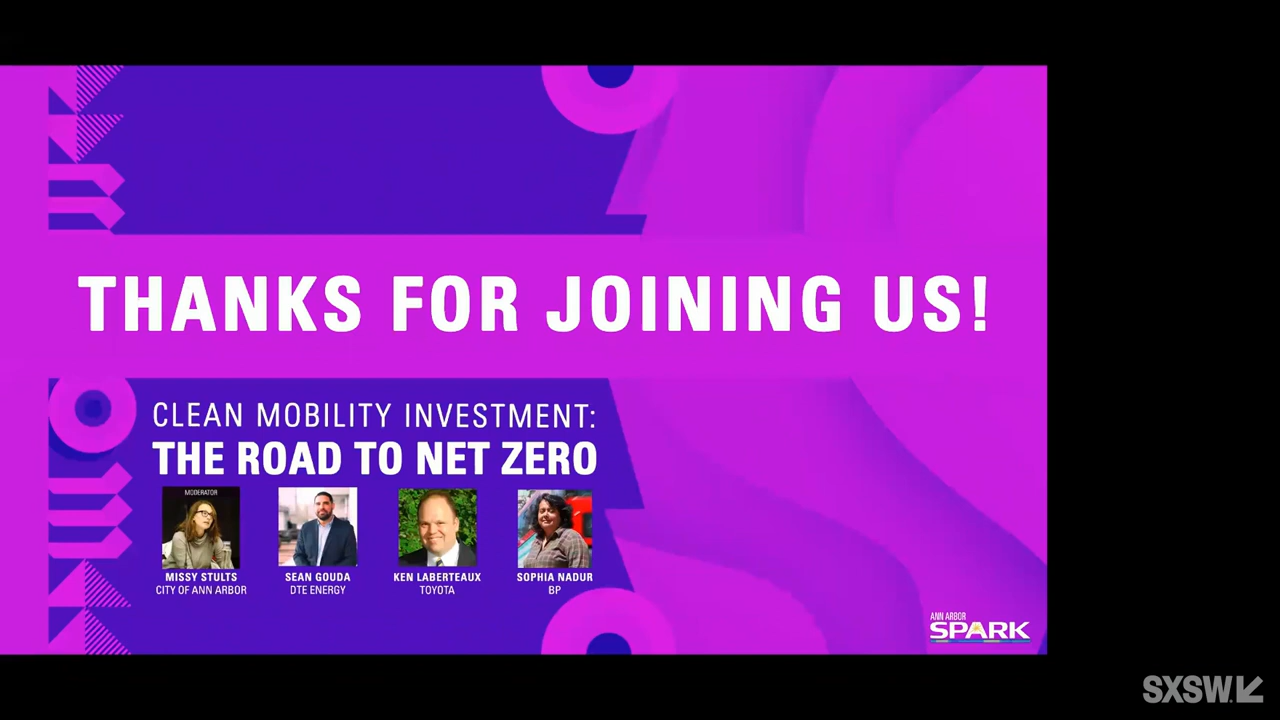 THANKS FOR JOINING US!
CLEAN MOBILITY INVESTMENT:
THE ROAD TO NET ZERO
MODERATOR
MISSY STULTS
CITY OF ANN ARBOR
SEAN GOUDA
DTE ENERGY
KEN LABERTEAUX
TOYOTA
SOPHIA NADUR
BP
ANN ARBOR
SPARK
SXSW.